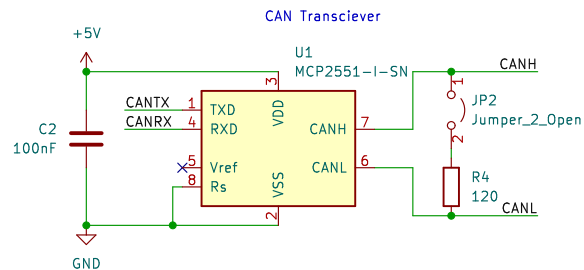 CAN Transciever
+5V
U1
MCP2551-I-SN
CANH
3
1
JP2
CANTX
1
TXD
VDD
Jumper_2_Open
CANRX
4
RXD
CANH
7
2
C2
100nF
5
Vref
CANL
6
8
Rs
VSS
R4
120
2
CANL
GND